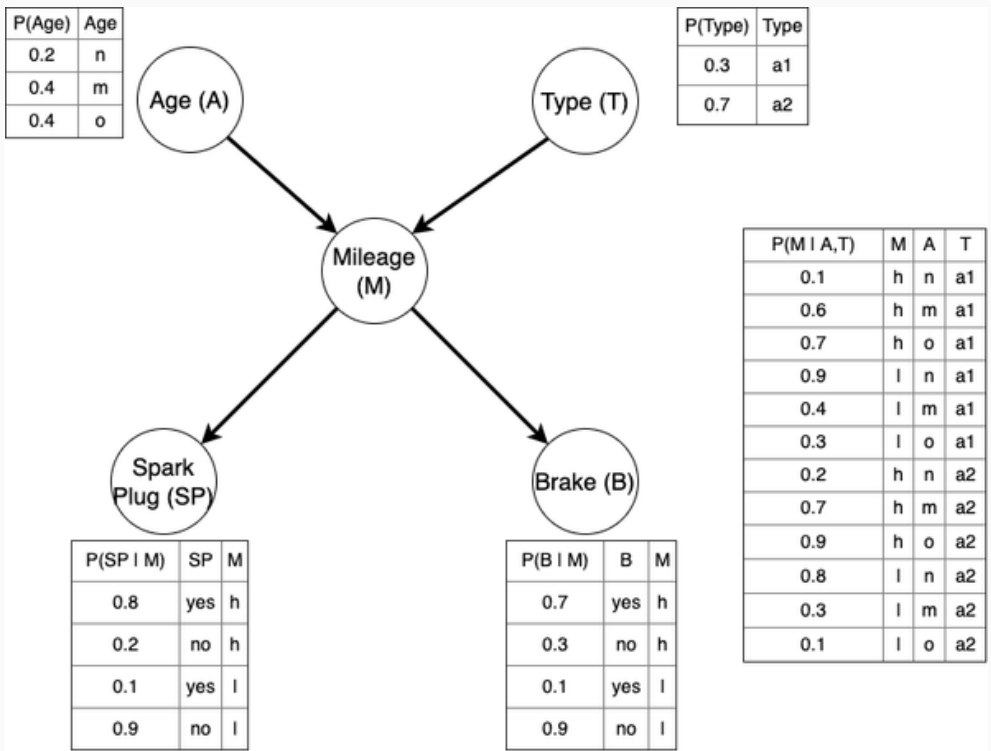 P(Age) Age
0.2 n
0.4 m
0.4 o
Age (A)
Type (T)
P(Type) Type
0.3 a1
0.7 a2
Mileage
(M)
P(M | A,T) M A T
0.1 h n a1
0.6 h m a1
0.7 h o a1
0.9 l n a1
0.4 l m a1
0.3 l o a1
0.2 h n a2
0.7 h m a2
0.9 h o a2
0.8 l n a2
0.3 l m a2
0.1 l o a2
Spark
Plug (SP)
Brake (B)
P(SP | M) SP M
0.8 yes h
0.2 no h
0.1 yes l
0.9 no l
P(B | M) B M
0.7 yes h
0.3 no h
0.1 yes l
0.9 no l